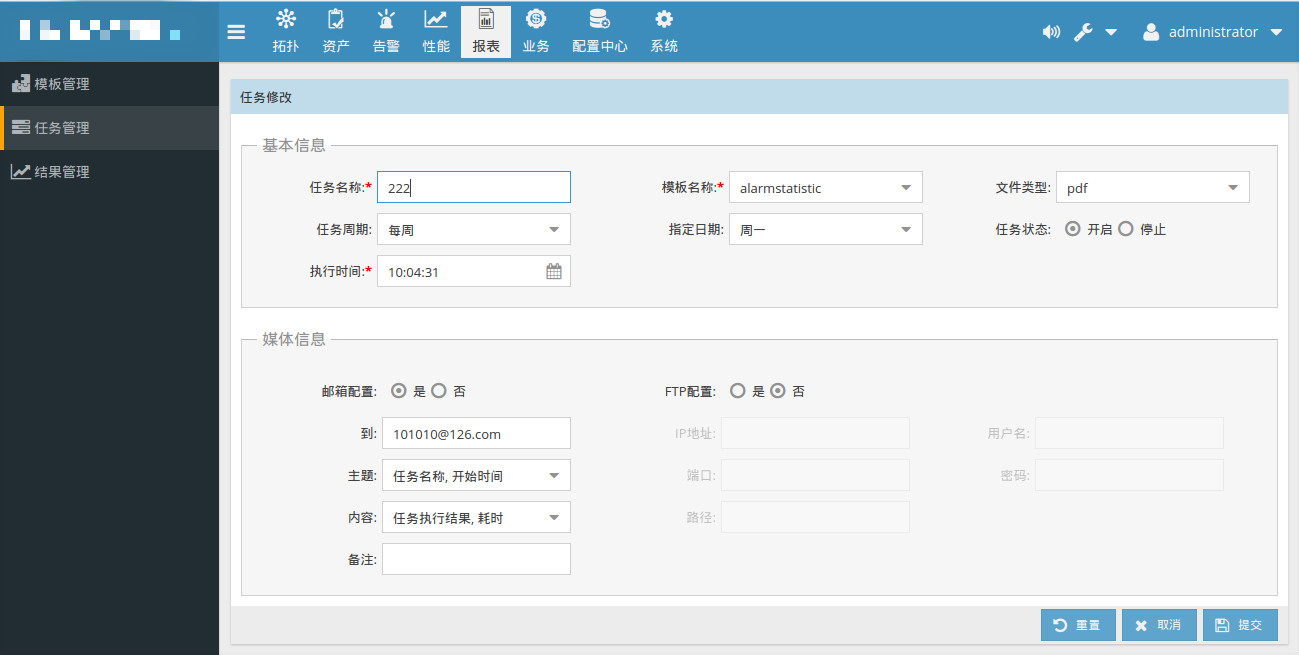 拓扑 资产 告警 性能 报表 业务 配置中心 系统 administrator
模板管理
任务管理
结果管理
任务修改
基本信息
任务名称:* 222 模板名称:* alarmstatistic 文件类型: pdf
任务周期: 每周 指定日期: 周一 任务状态: 开启 停止
执行时间:* 10:04:31
媒体信息
邮箱配置: 是 否 FTP配置: 是 否
到: 101010@126.com IP地址: 用户名:
主题: 任务名称, 开始时间 端口: 密码:
内容: 任务执行结果, 耗时 路径:
备注:
重置 取消 提交